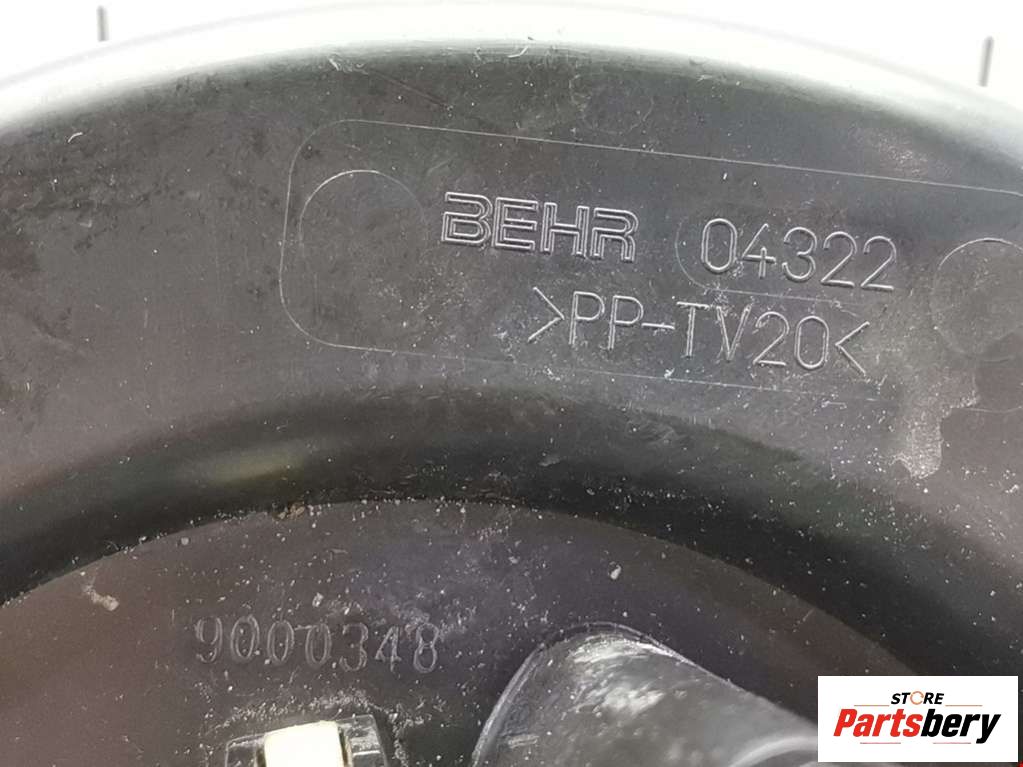 BEHR 04322
>PP-TV20<
9000348
STORE
Partsbery